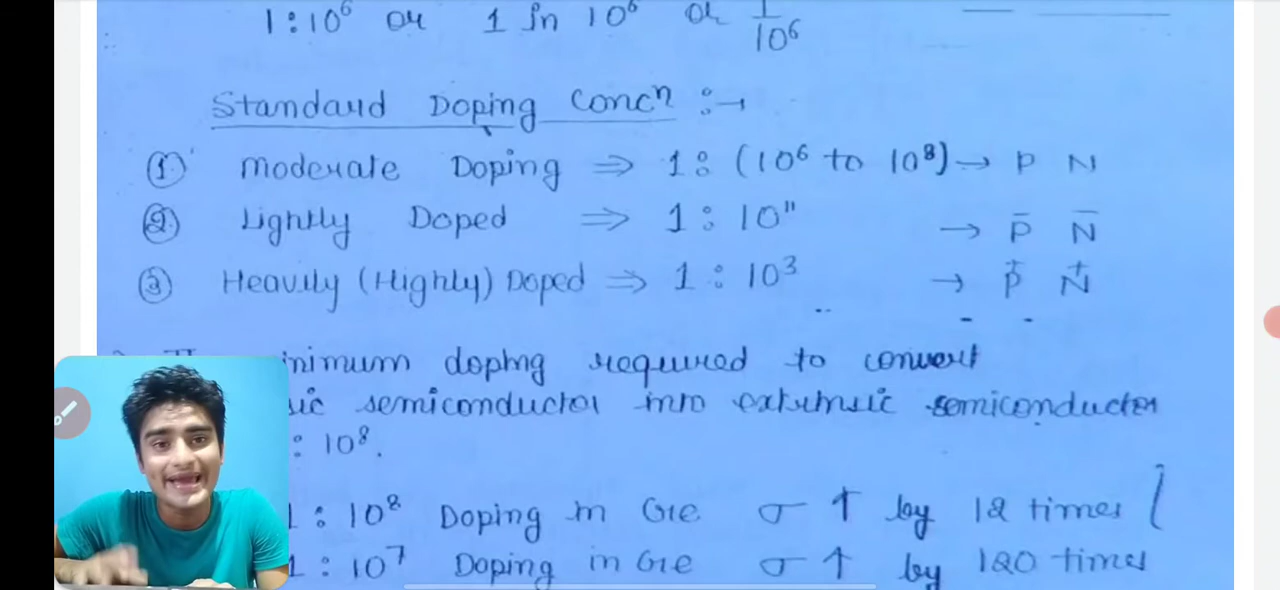 1 : 10⁶ or 1 in 10⁶ or 1/10⁶
Standard Doping Concⁿ :→
① Moderate Doping ⇒ 1 : (10⁶ to 10⁸) → P N
② Lightly Doped ⇒ 1 : 10¹¹ → P̄ N̄
③ Heavily (Highly) Doped ⇒ 1 : 10³ → P⁺ N⁺
nimum doping required to convert
sic semiconductor into extrinsic semiconductor
: 10⁸.
1 : 10⁸ Doping in Ge σ ↑ by 12 times
1 : 10⁷ Doping in Ge σ ↑ by 120 times